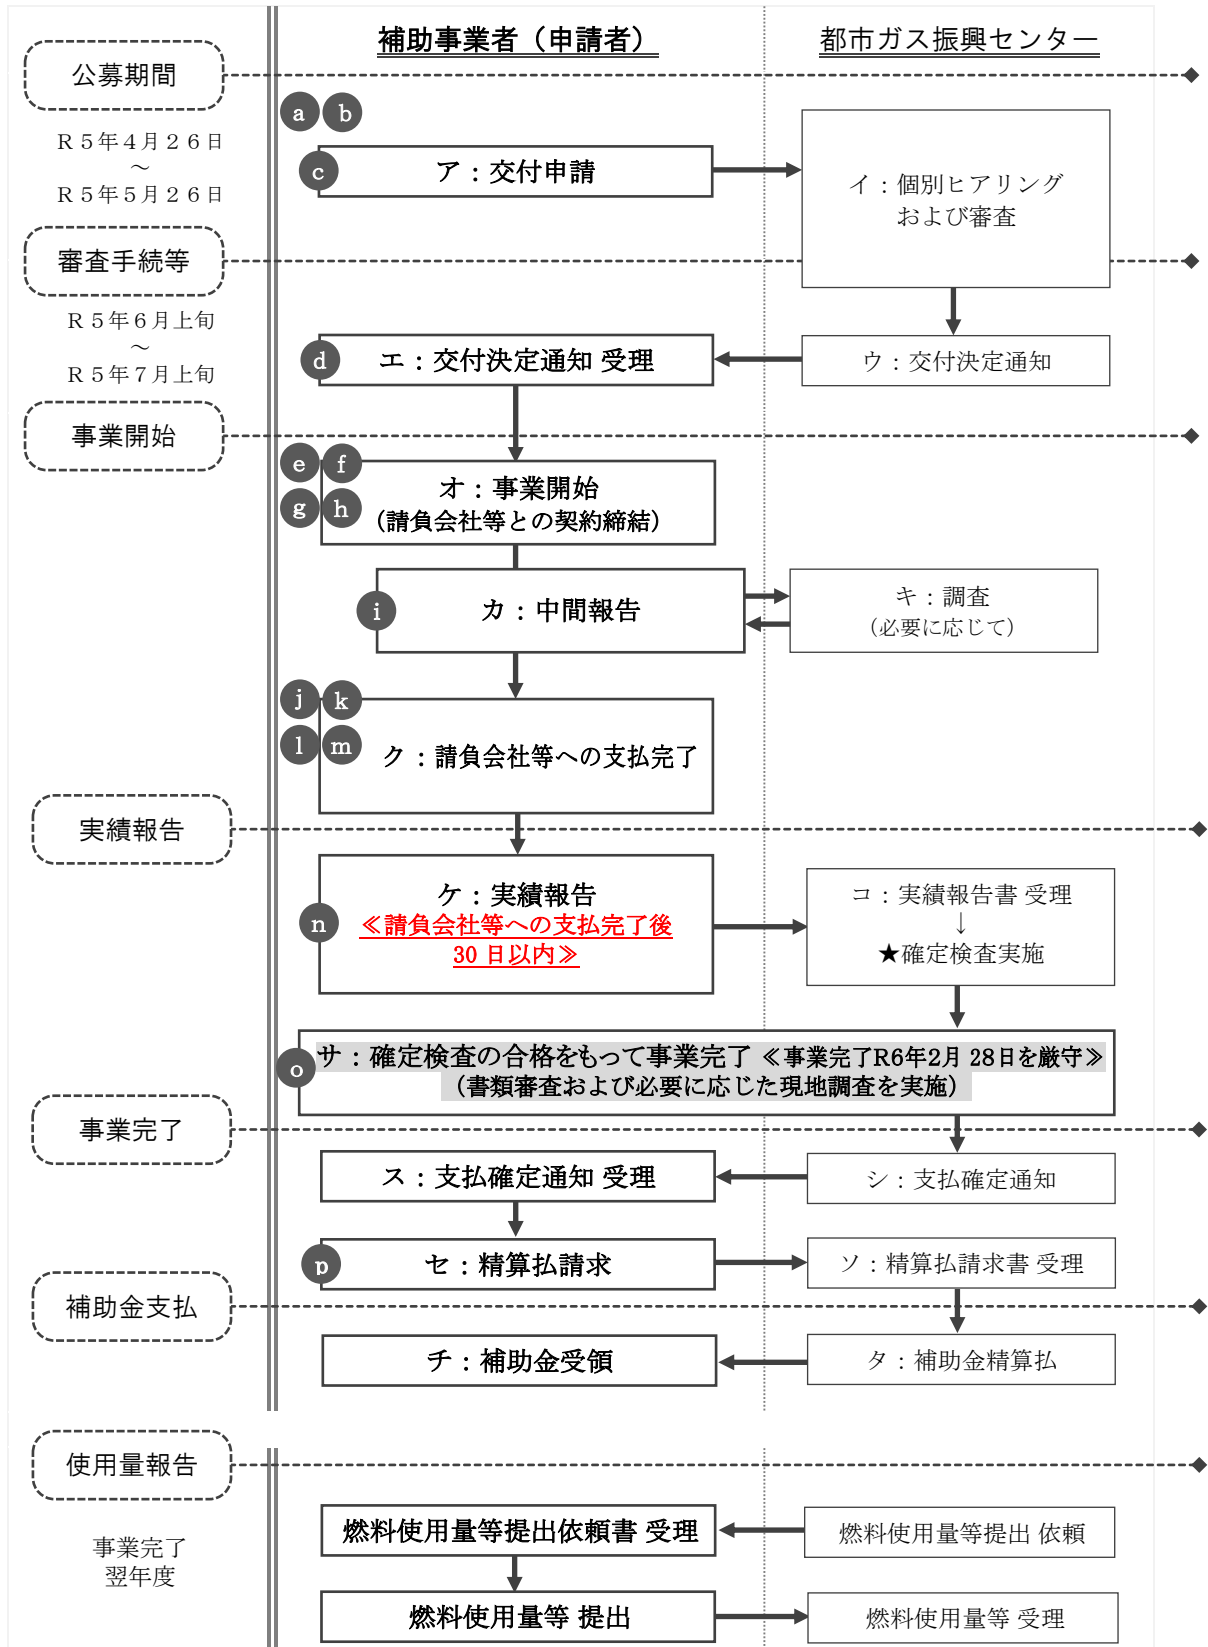 補助事業者（申請者）
都市ガス振興センター
公募期間
a
b
Ｒ５年４月２６日
～
Ｒ５年５月２６日
c
ア：交付申請
イ：個別ヒアリング
および審査
審査手続等
Ｒ５年６月上旬
～
Ｒ５年７月上旬
d
エ：交付決定通知 受理
ウ：交付決定通知
事業開始
e
f
g
h
オ：事業開始
（請負会社等との契約締結）
i
カ：中間報告
キ：調査
（必要に応じて）
j
k
l
m
ク：請負会社等への支払完了
実績報告
n
ケ：実績報告
≪請負会社等への支払完了後
30 日以内≫
コ：実績報告書 受理
↓
★確定検査実施
o
サ：確定検査の合格をもって事業完了 ≪事業完了R6年2月 28日を厳守≫
（書類審査および必要に応じた現地調査を実施）
事業完了
ス：支払確定通知 受理
シ：支払確定通知
p
セ：精算払請求
ソ：精算払請求書 受理
補助金支払
チ：補助金受領
タ：補助金精算払
使用量報告
事業完了
翌年度
燃料使用量等提出依頼書 受理
燃料使用量等提出 依頼
燃料使用量等 提出
燃料使用量等 受理